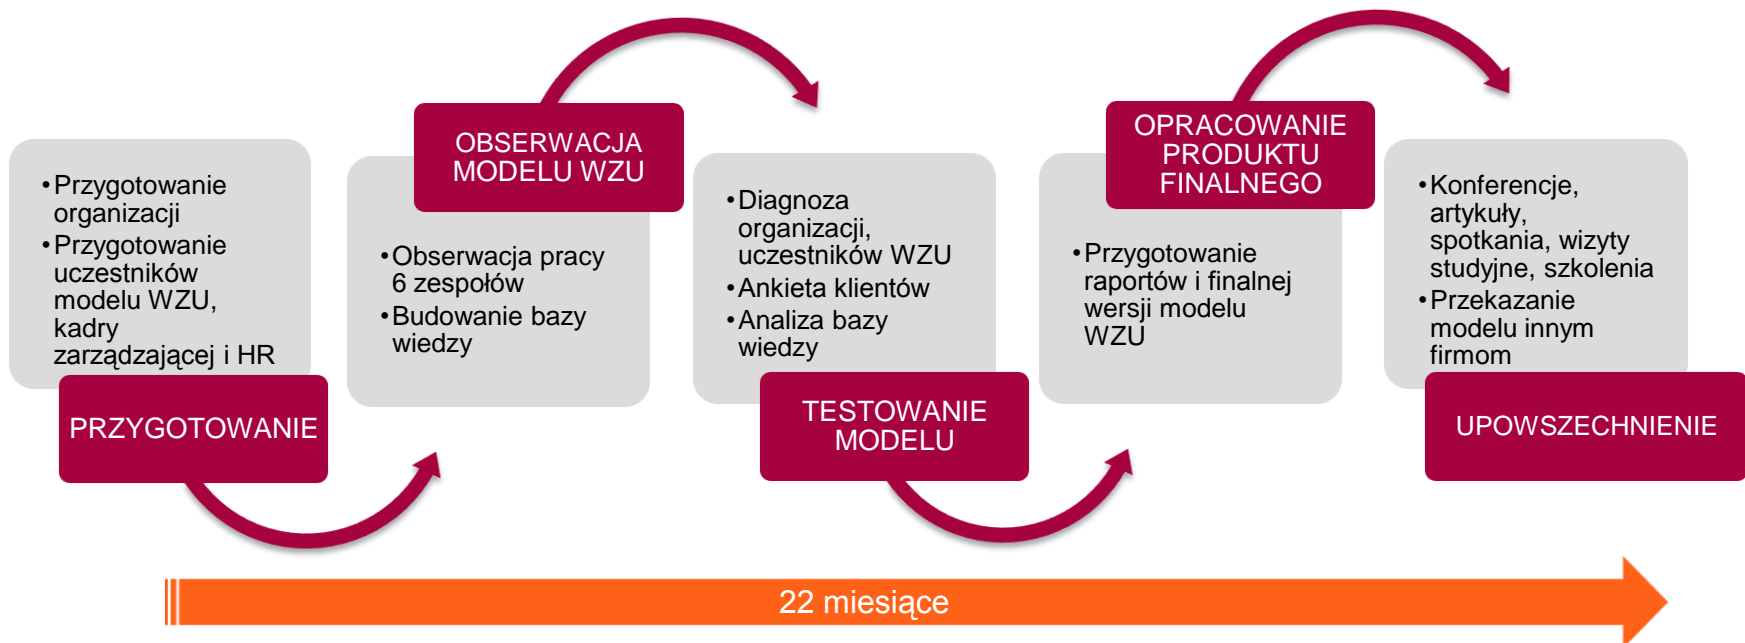 •Przygotowanie
organizacji
•Przygotowanie
uczestników
modelu WZU,
kadry
zarządzającej i HR
PRZYGOTOWANIE
OBSERWACJA
MODELU WZU
•Obserwacja pracy
6 zespołów
•Budowanie bazy
wiedzy
•Diagnoza
organizacji,
uczestników WZU
•Ankieta klientów
•Analiza bazy
wiedzy
TESTOWANIE
MODELU
OPRACOWANIE
PRODUKTU
FINALNEGO
•Przygotowanie
raportów i finalnej
wersji modelu
WZU
•Konferencje,
artykuły,
spotkania, wizyty
studyjne, szkolenia
•Przekazanie
modelu innym
firmom
UPOWSZECHNIENIE
22 miesiące